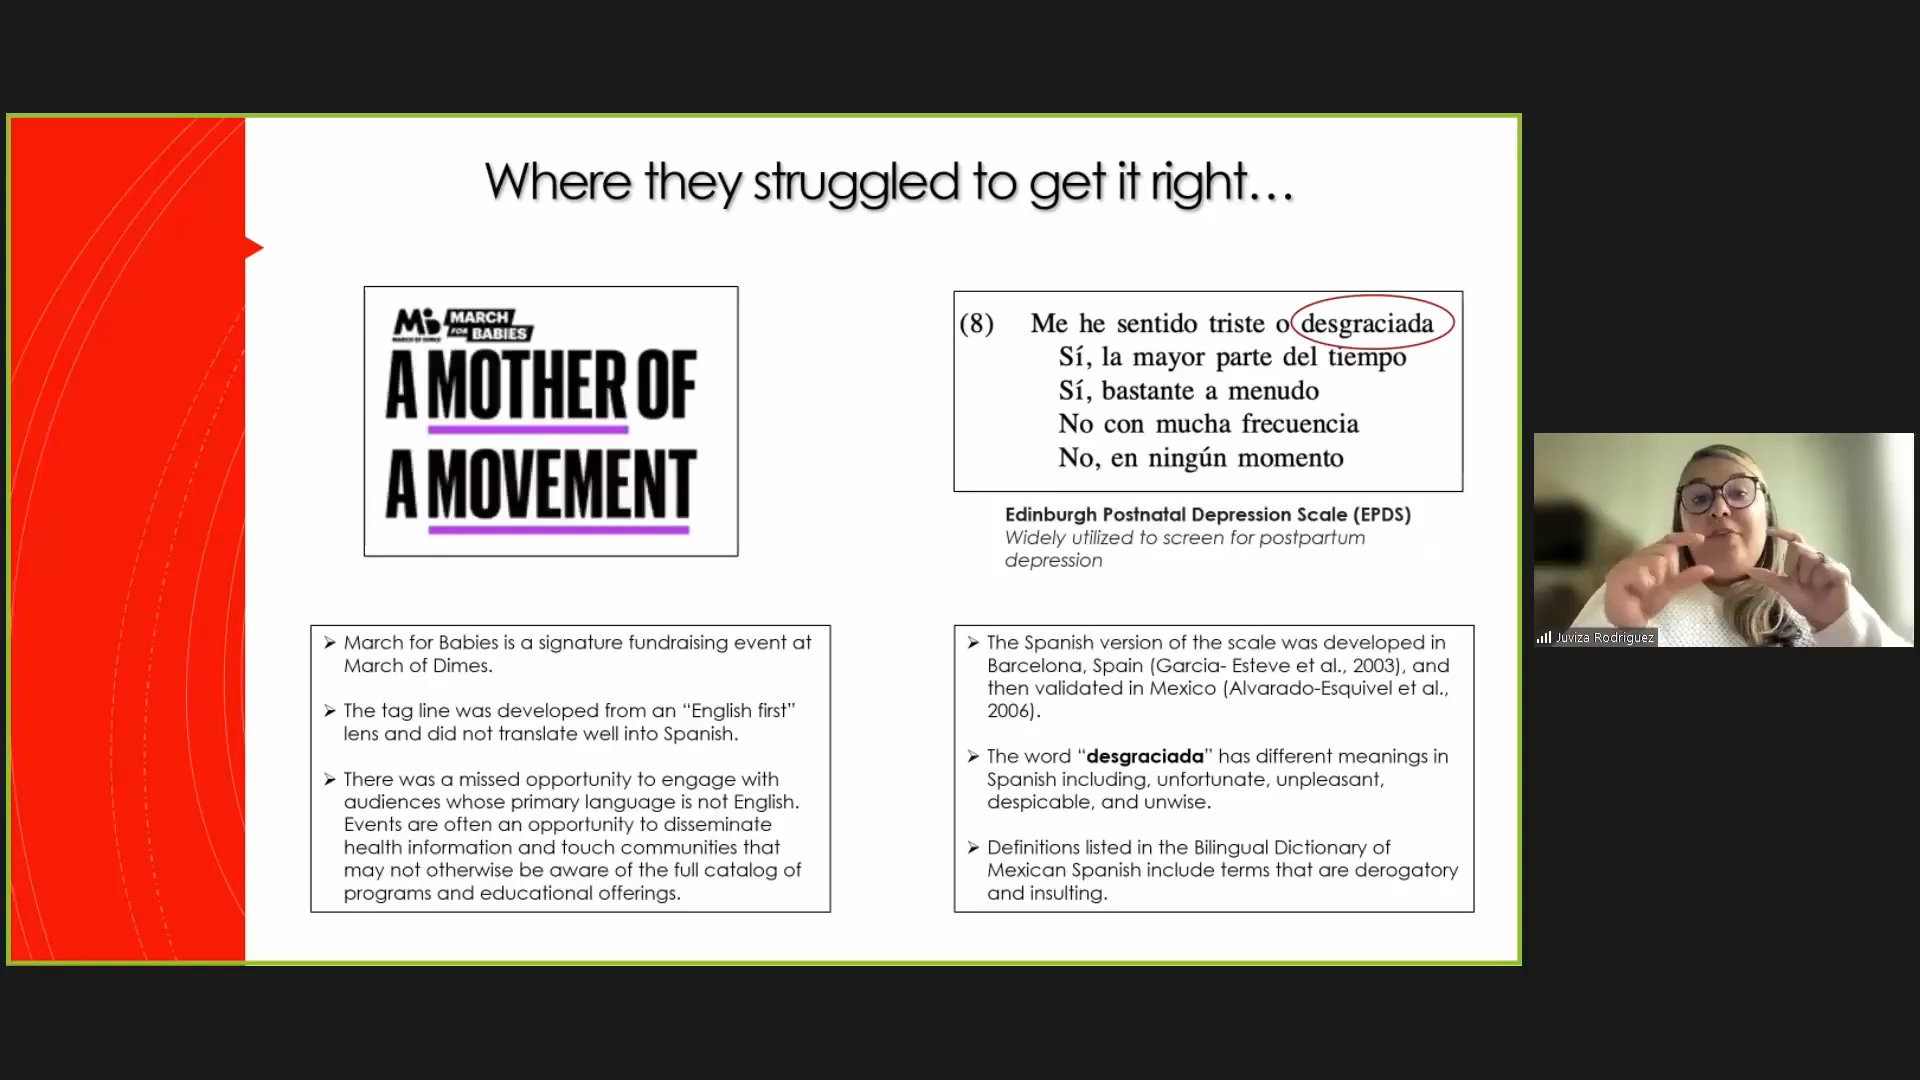 Where they struggled to get it right…
MARCH
FOR BABIES
MARCH OF DIMES
A MOTHER OF
A MOVEMENT
(8) Me he sentido triste o desgraciada
Sí, la mayor parte del tiempo
Sí, bastante a menudo
No con mucha frecuencia
No, en ningún momento
Edinburgh Postnatal Depression Scale (EPDS)
Widely utilized to screen for postpartum
depression
➢ March for Babies is a signature fundraising event at
March of Dimes.
➢ The tag line was developed from an “English first”
lens and did not translate well into Spanish.
➢ There was a missed opportunity to engage with
audiences whose primary language is not English.
Events are often an opportunity to disseminate
health information and touch communities that
may not otherwise be aware of the full catalog of
programs and educational offerings.
➢ The Spanish version of the scale was developed in
Barcelona, Spain (Garcia- Esteve et al., 2003), and
then validated in Mexico (Alvarado-Esquivel et al.,
2006).
➢ The word “desgraciada” has different meanings in
Spanish including, unfortunate, unpleasant,
despicable, and unwise.
➢ Definitions listed in the Bilingual Dictionary of
Mexican Spanish include terms that are derogatory
and insulting.
Juviza Rodriguez